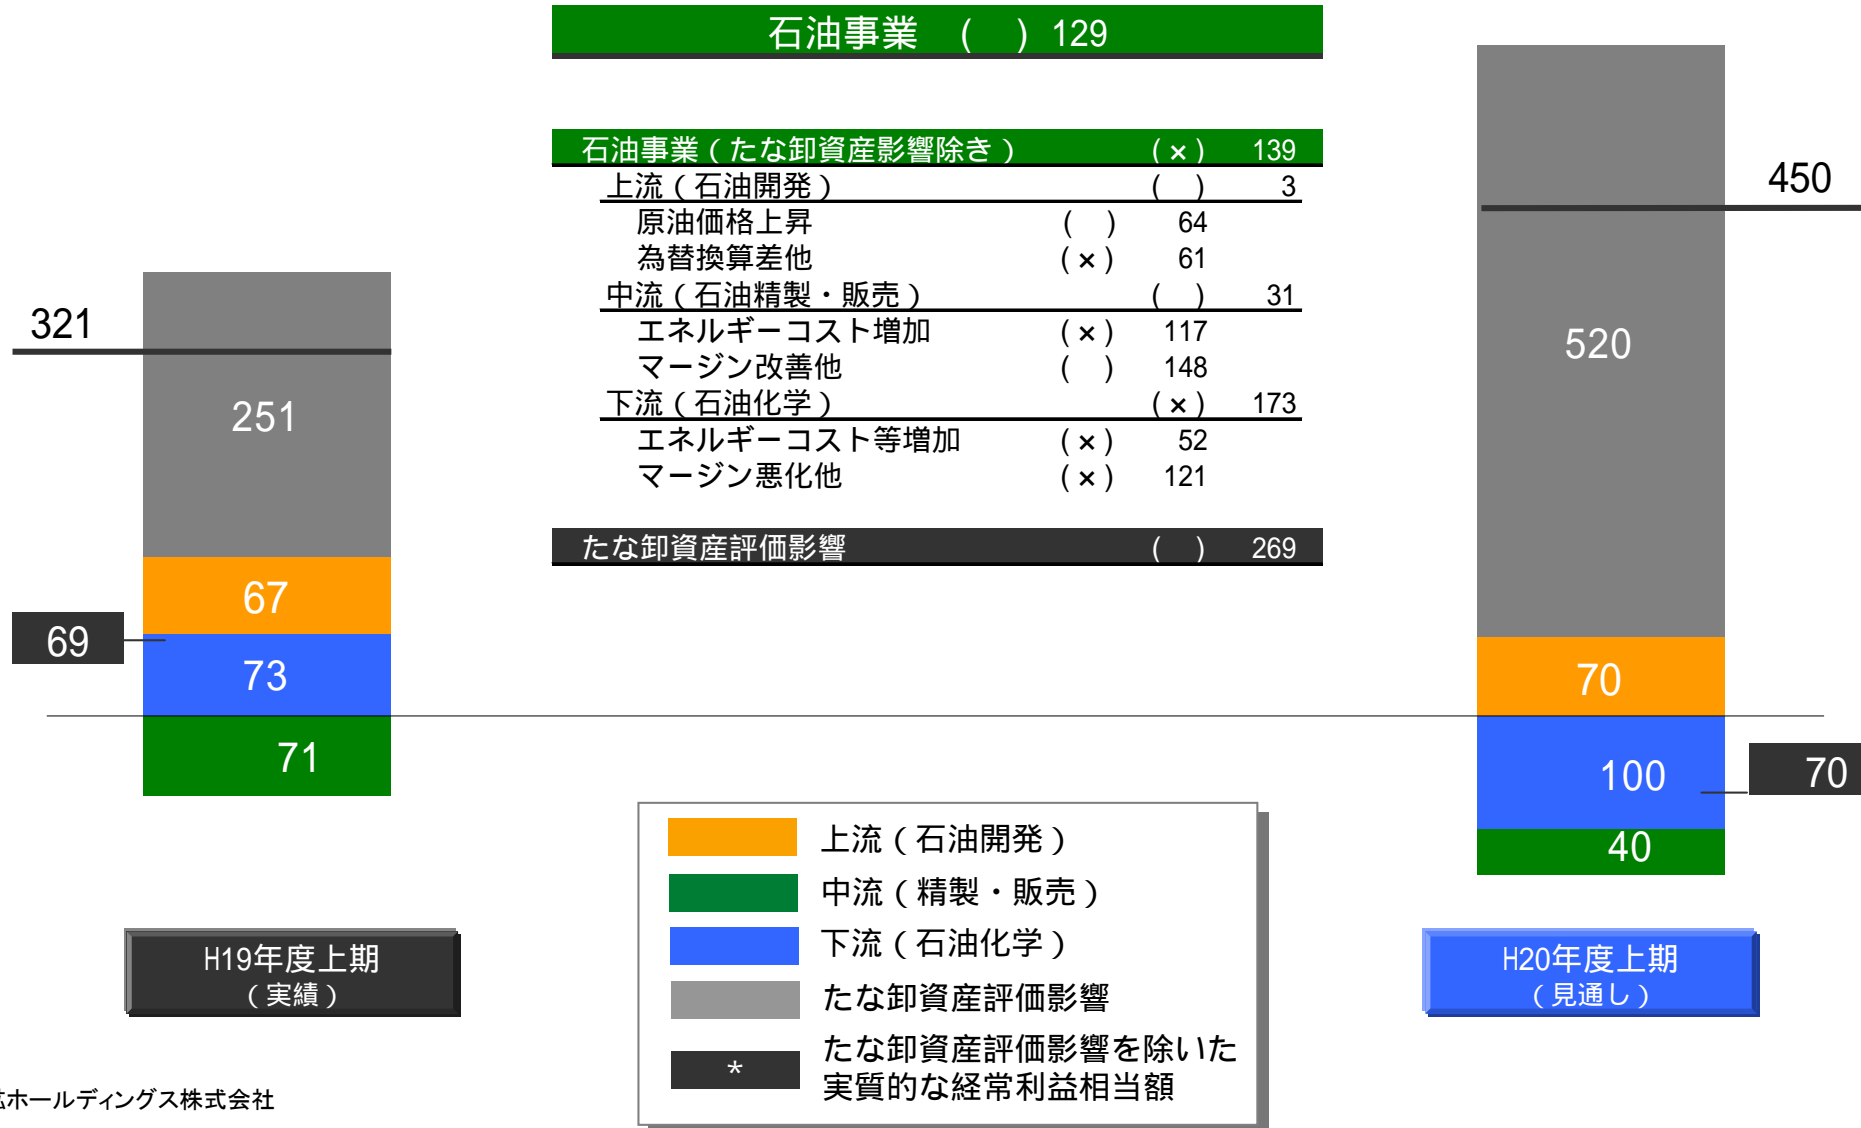 石油事業 (　) 129
石油事業（たな卸資産影響除き） (×) 139
上流（石油開発） (　) 3
原油価格上昇 (　) 64
為替換算差他 (×) 61
中流（石油精製・販売） (　) 31
エネルギーコスト増加 (×) 117
マージン改善他 (　) 148
下流（石油化学） (×) 173
エネルギーコスト等増加 (×) 52
マージン悪化他 (×) 121
たな卸資産評価影響 (　) 269
321
251
67
69
73
71
H19年度上期
（実績）
450
520
70
100
70
40
H20年度上期
（見通し）
上流（石油開発）
中流（精製・販売）
下流（石油化学）
たな卸資産評価影響
*
たな卸資産評価影響を除いた
実質的な経常利益相当額
ホールディングス株式会社